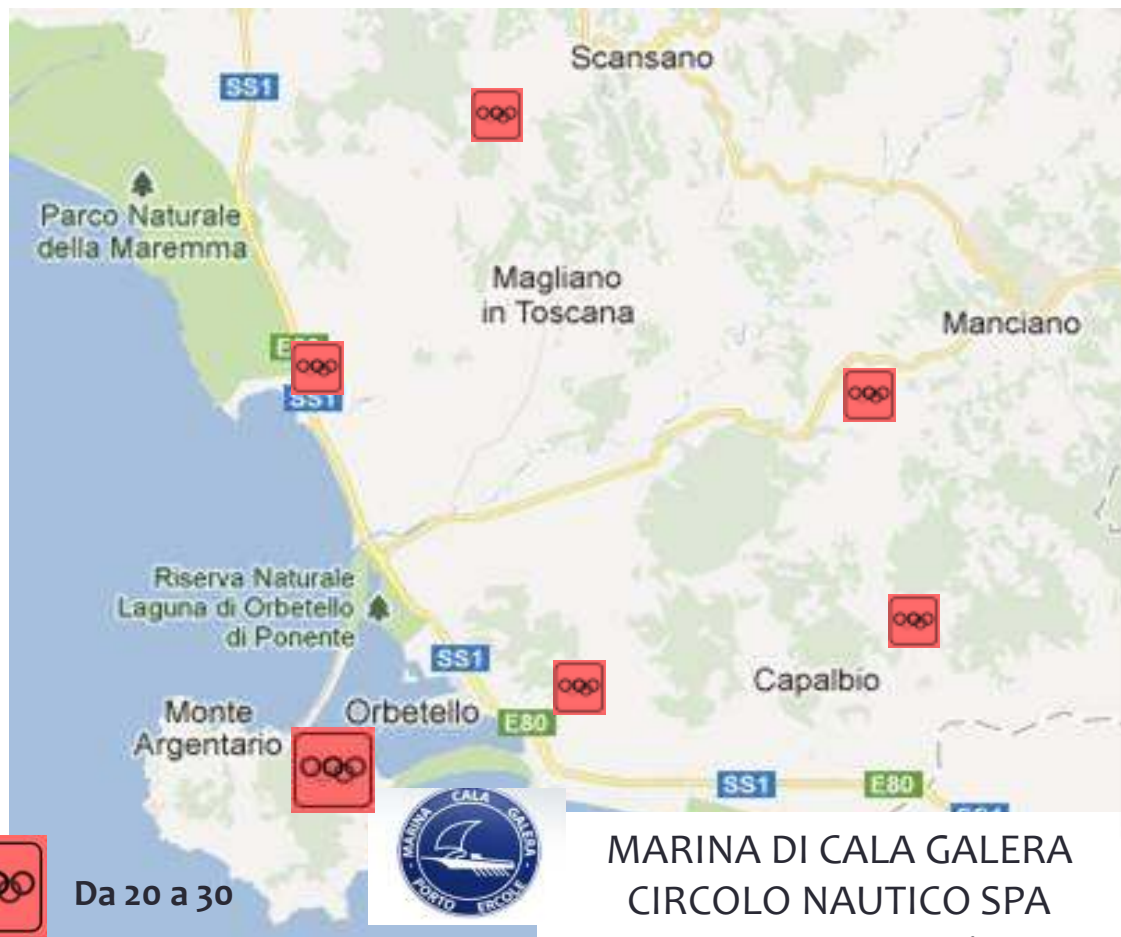 Scansano
SS1
Parco Naturale
della Maremma
Magliano
in Toscana
Manciano
SS1
Riserva Naturale
Laguna di Orbetello
di Ponente
SS1
Capalbio
Monte
Argentario
Orbetello
E80
SS1
E80
MARINA CALA GALERA
PORTO ERCOLE
Da 20 a 30
MARINA DI CALA GALERA
CIRCOLO NAUTICO SPA